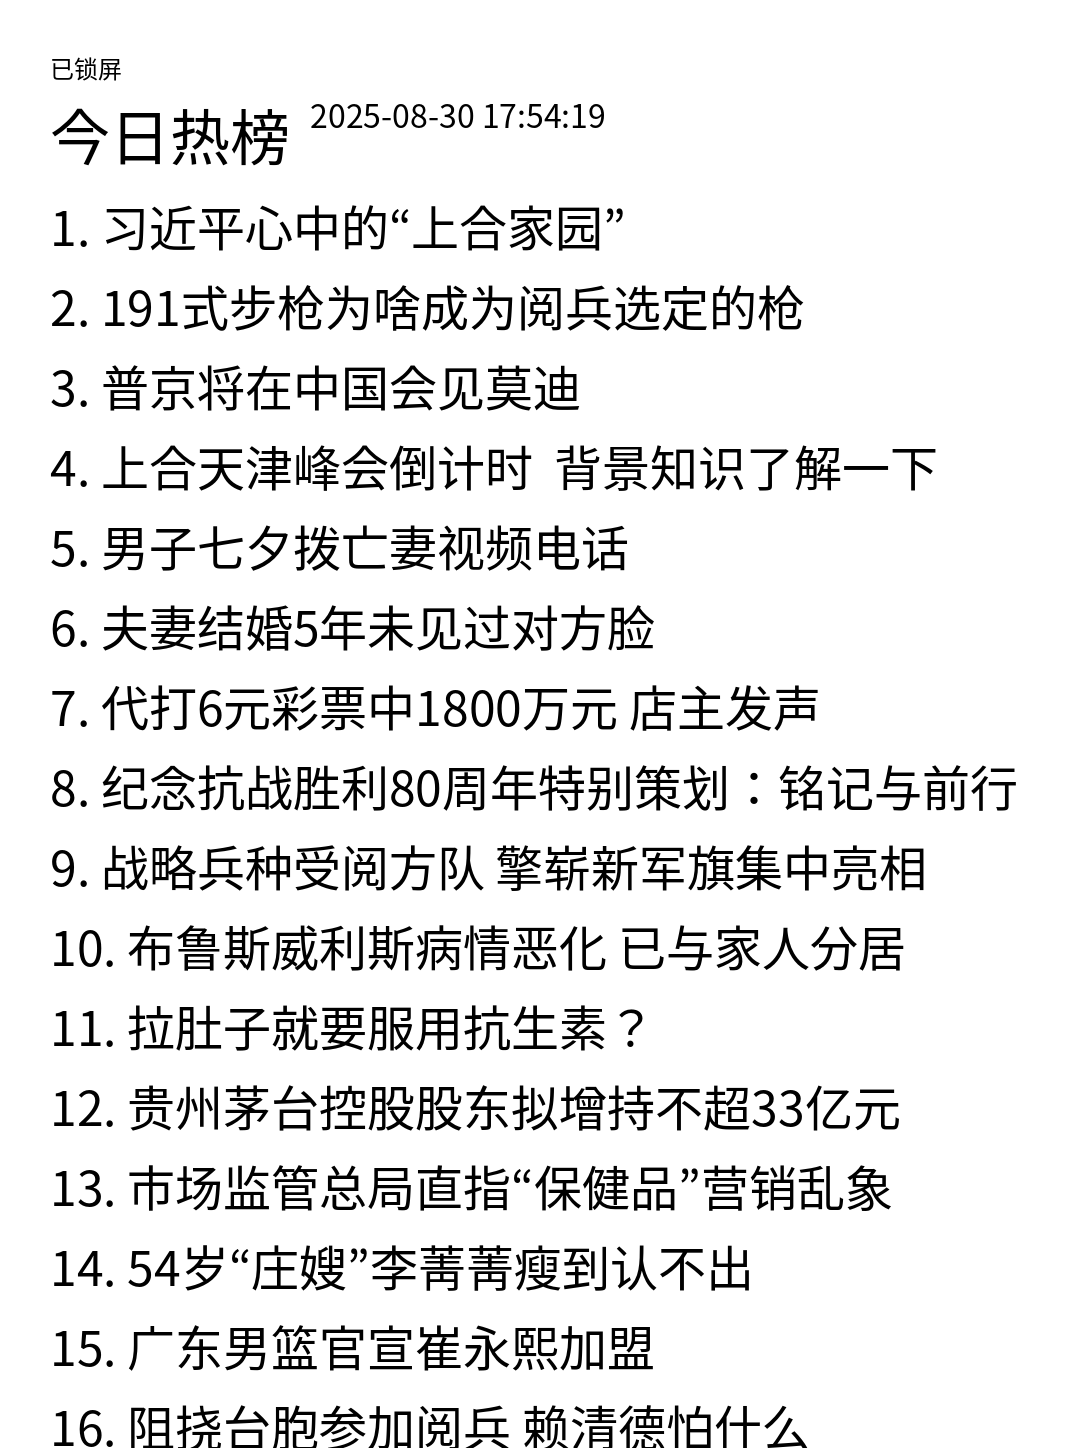 已锁屏
今日热榜 2025-08-30 17:54:19
1. 习近平心中的“上合家园”
2. 191式步枪为啥成为阅兵选定的枪
3. 普京将在中国会见莫迪
4. 上合天津峰会倒计时  背景知识了解一下
5. 男子七夕拨亡妻视频电话
6. 夫妻结婚5年未见过对方脸
7. 代打6元彩票中1800万元 店主发声
8. 纪念抗战胜利80周年特别策划：铭记与前行
9. 战略兵种受阅方队 擎崭新军旗集中亮相
10. 布鲁斯威利斯病情恶化 已与家人分居
11. 拉肚子就要服用抗生素？
12. 贵州茅台控股股东拟增持不超33亿元
13. 市场监管总局直指“保健品”营销乱象
14. 54岁“庄嫂”李菁菁瘦到认不出
15. 广东男篮官宣崔永熙加盟
16. 阻挠台胞参加阅兵 赖清德怕什么